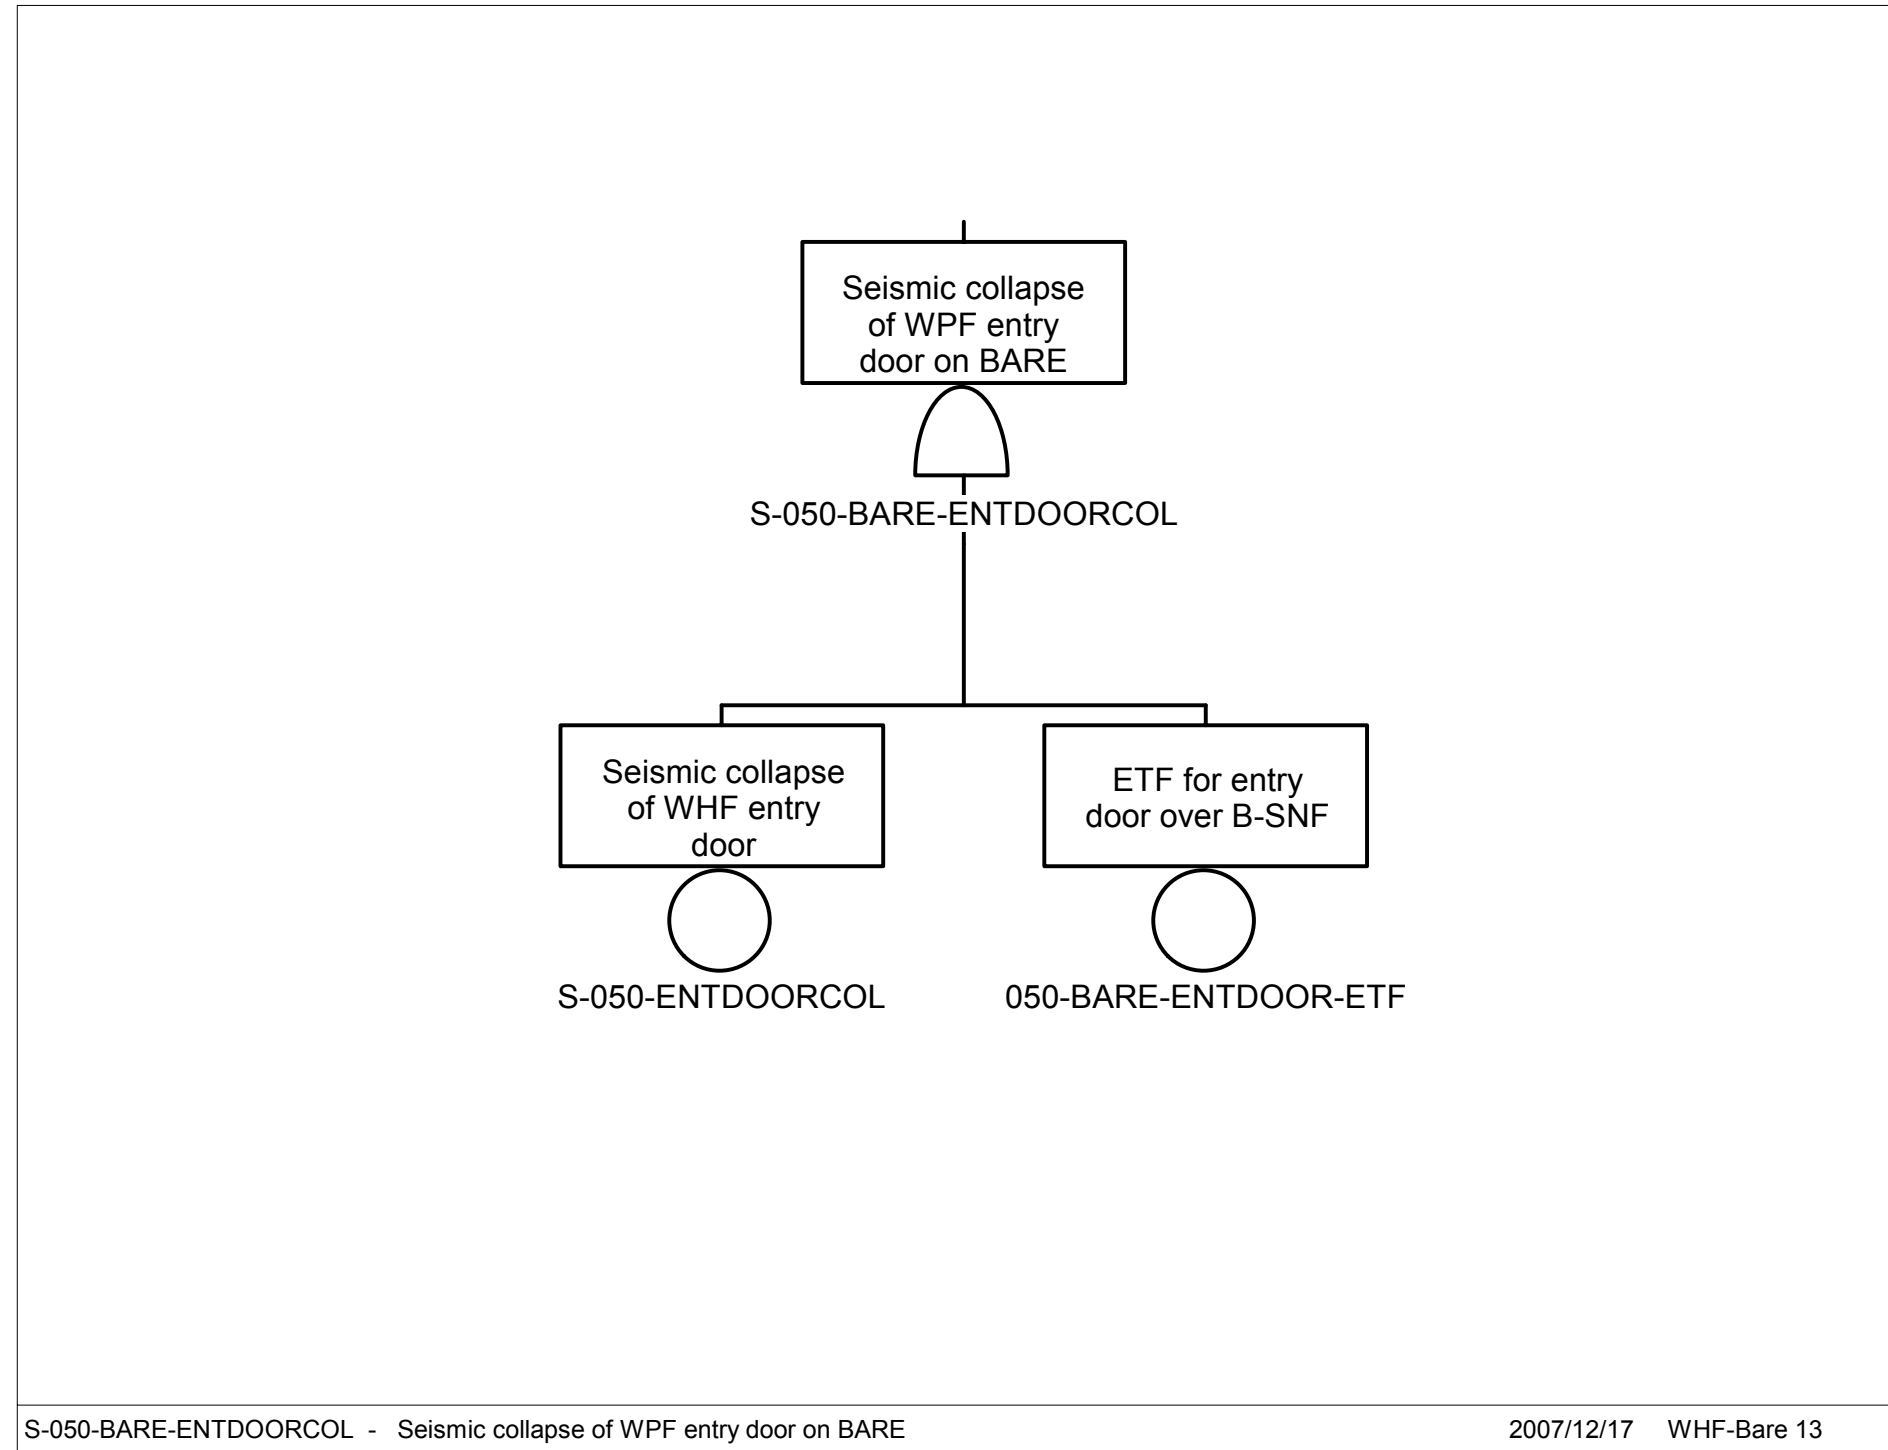 Seismic collapse
of WPF entry
door on BARE
S-050-BARE-ENTDOORCOL
Seismic collapse
of WHF entry
door
ETF for entry
door over B-SNF
S-050-ENTDOORCOL
050-BARE-ENTDOOR-ETF
S-050-BARE-ENTDOORCOL - Seismic collapse of WPF entry door on BARE
2007/12/17 WHF-Bare 13